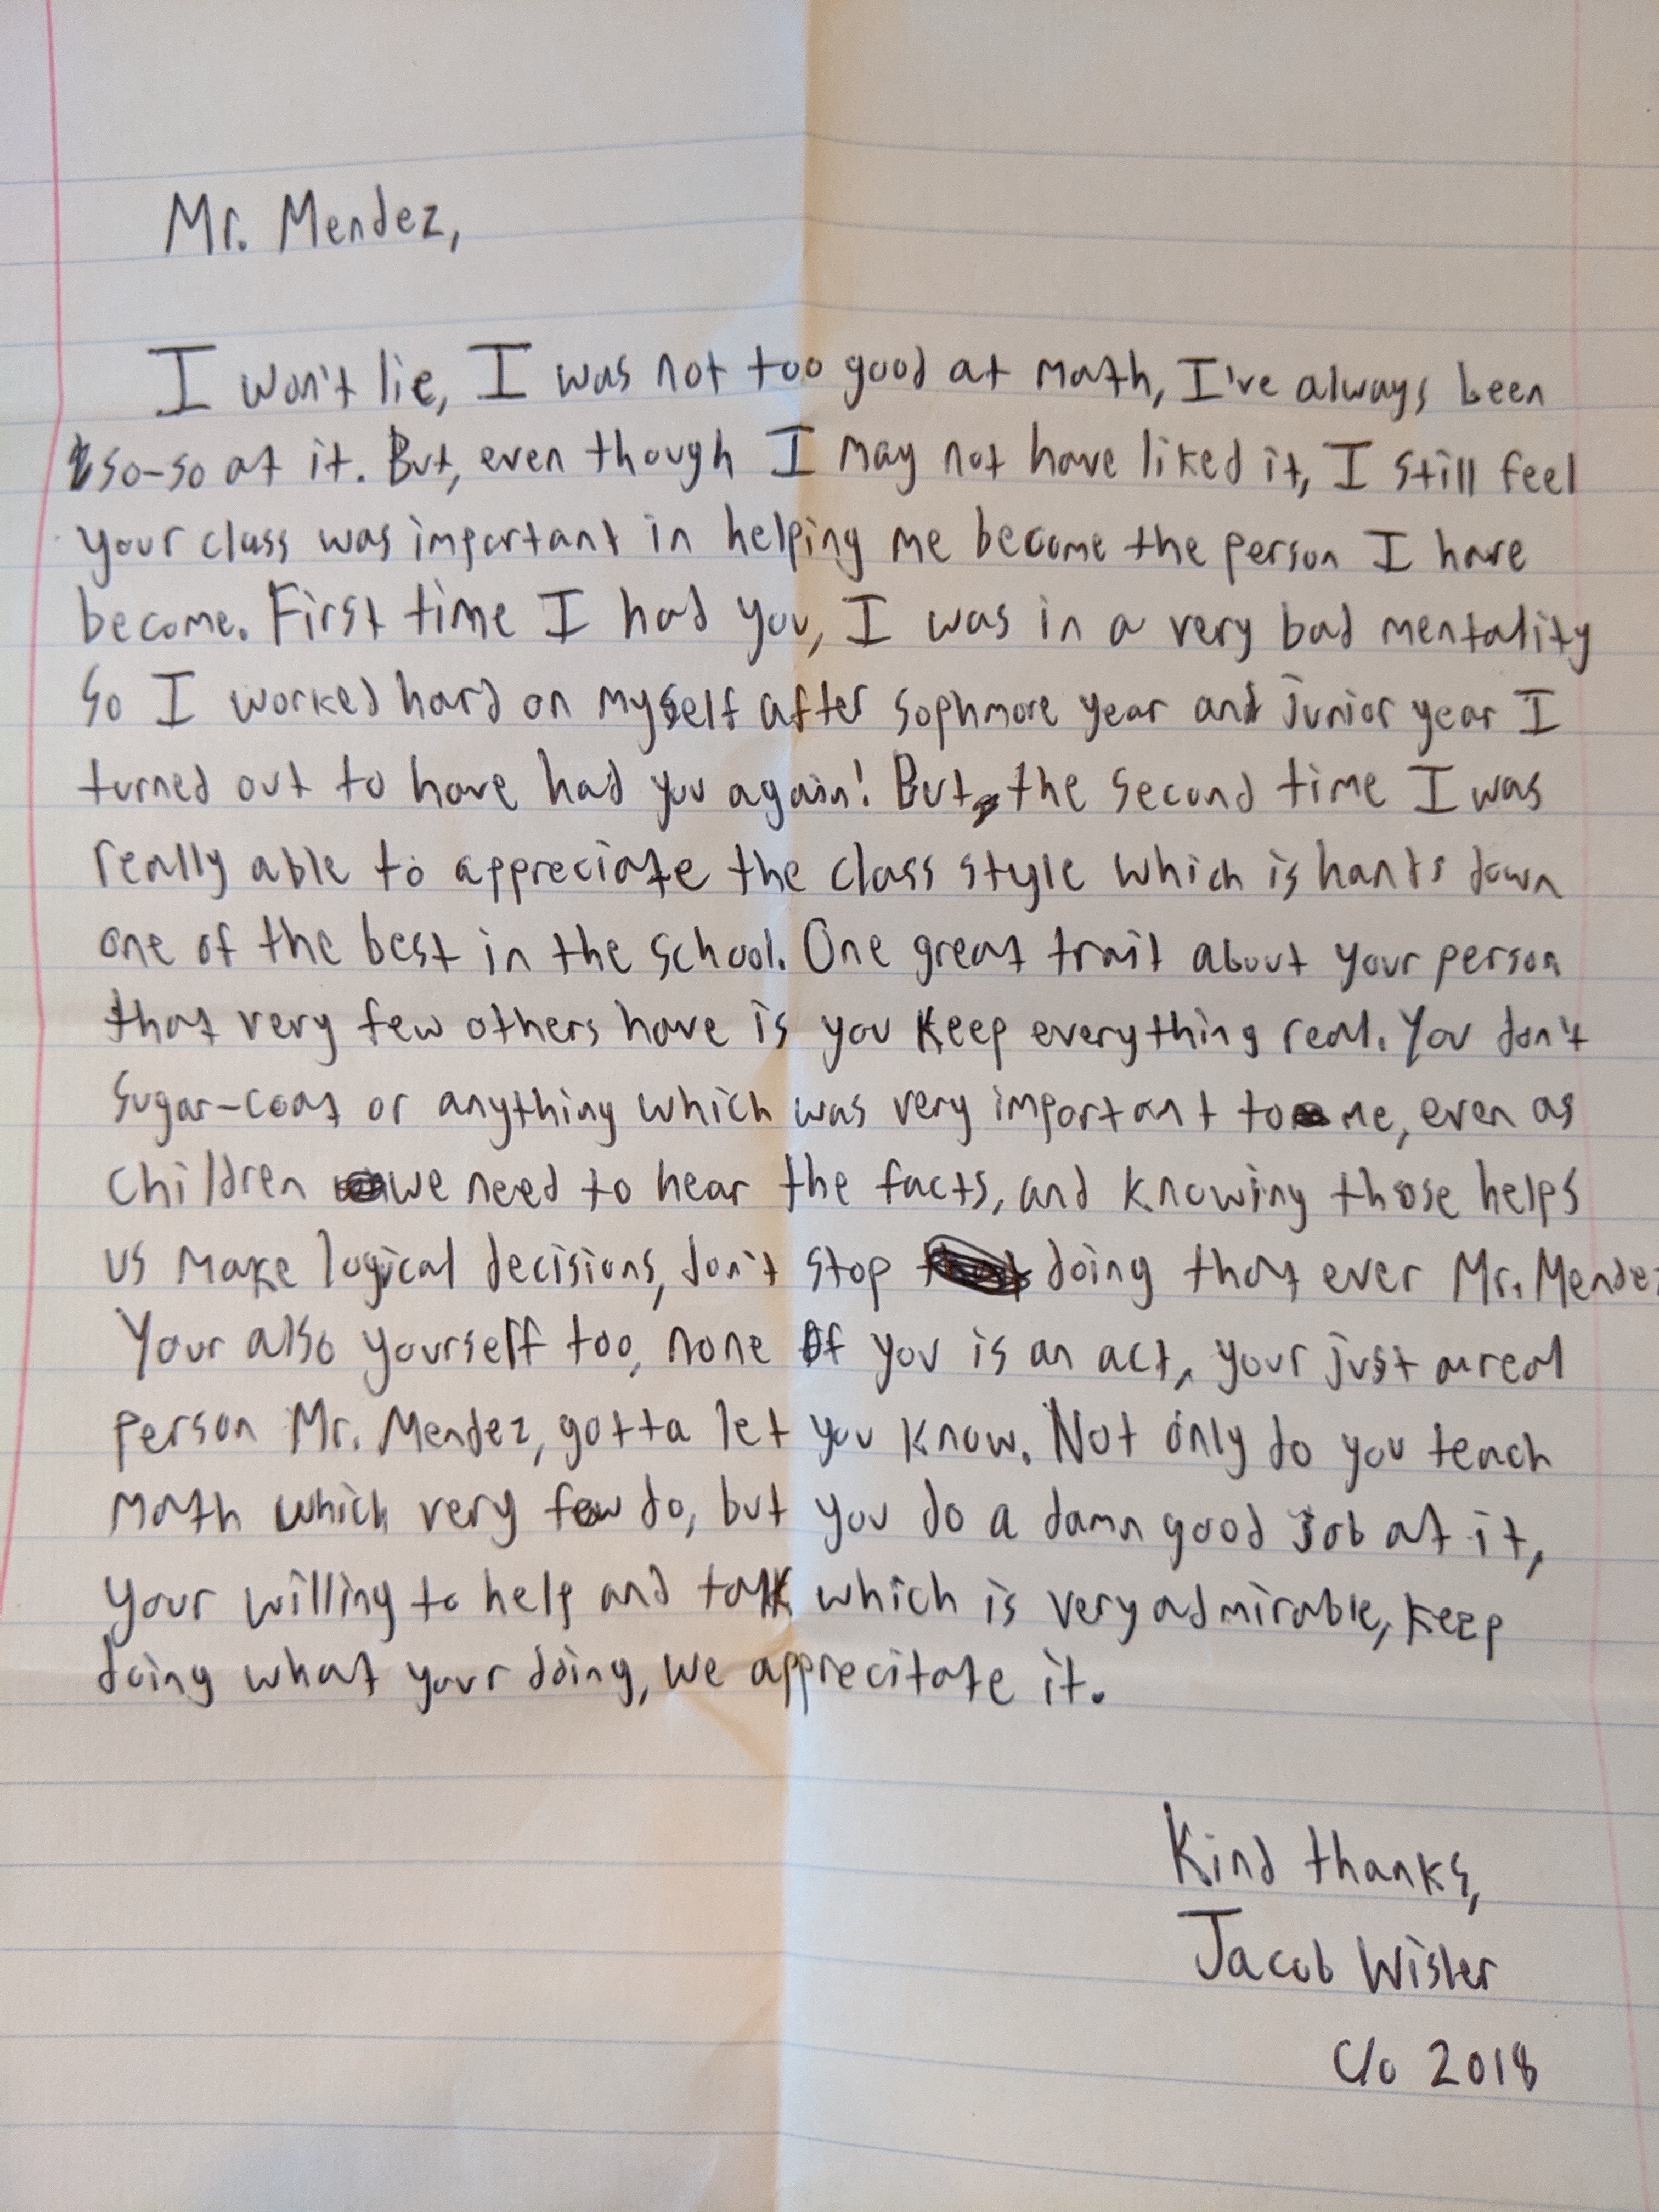 Mr. Mendez,
I won't lie, I was not too good at math, I've always been
so-so at it. But, even though I may not have liked it, I still feel
your class was important in helping me become the person I have
become. First time I had you, I was in a very bad mentality
so I worked hard on myself after sophmore year and junior year I
turned out to have had you again! But, the second time I was
really able to appreciate the class style which is hands down
one of the best in the school. One great trait about your person
that very few others have is you keep everything real. You don't
sugar-coat or anything which was very important to me, even as
children we need to hear the facts, and knowing those helps
us make logical decisions, don't stop doing that ever Mr. Mendez
Your also yourself too, none of you is an act, your just a real
person Mr. Mendez, gotta let you know. Not only do you teach
math which very few do, but you do a damn good job at it,
your willing to help and talk which is very admirable, keep
doing what your doing, we apprecitate it.
Kind thanks,
Jacob Wisler
c/o 2018